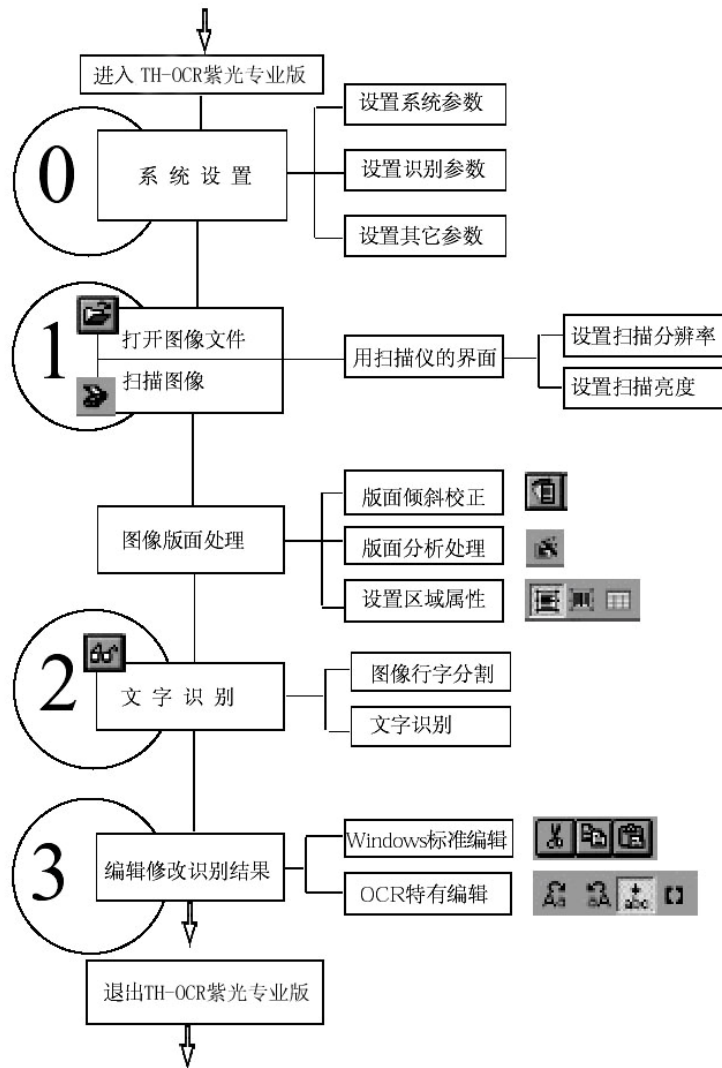 进入 TH-OCR紫光专业版
0
系统设置
设置系统参数
设置识别参数
设置其它参数
1
打开图像文件
扫描图像
用扫描仪的界面
设置扫描分辨率
设置扫描亮度
图像版面处理
版面倾斜校正
版面分析处理
设置区域属性
2
文字识别
图像行字分割
文字识别
3
编辑修改识别结果
Windows标准编辑
OCR特有编辑
Aa
aA
abc
退出TH-OCR紫光专业版